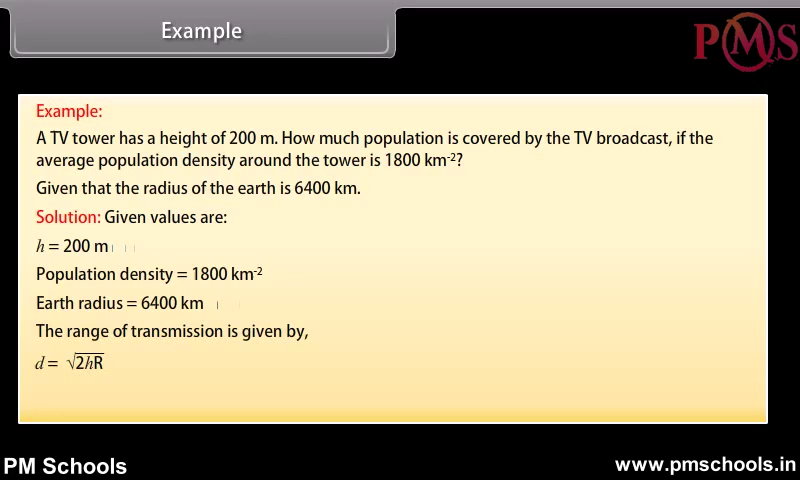 Example
PMS
Example:
A TV tower has a height of 200 m. How much population is covered by the TV broadcast, if the
average population density around the tower is 1800 km⁻²?
Given that the radius of the earth is 6400 km.
Solution: Given values are:
h = 200 m
Population density = 1800 km⁻²
Earth radius = 6400 km
The range of transmission is given by,
d = √2hR
PM Schools
www.pmschools.in